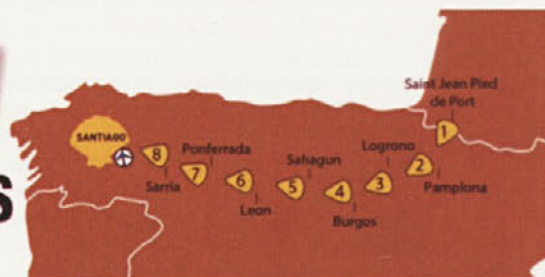 Saint Jean Pied
de Port
1
SANTIAGO
8
Ponferrada
7
Sarria
6
Leon
Sahagun
5
4
Burgos
Logrono
3
2
Pamplona
S